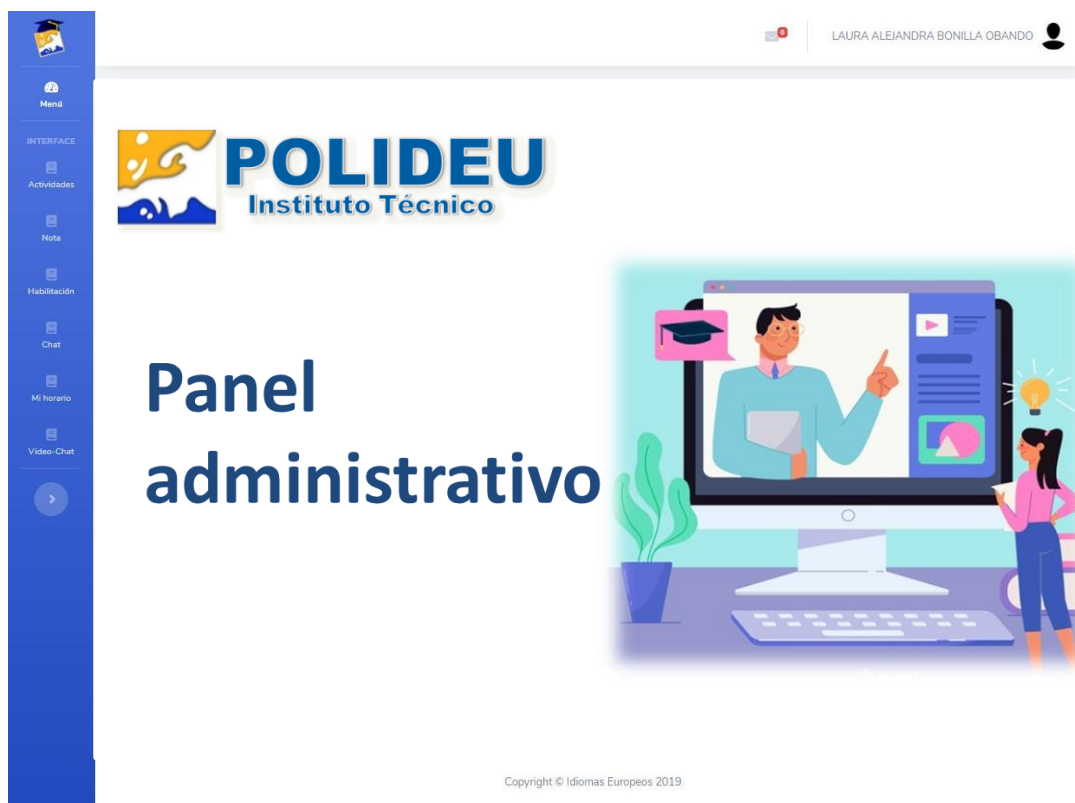 0
LAURA ALEJANDRA BONILLA OBANDO
Menú
INTERFACE
Actividades
Nota
Habilitación
Chat
Mi horario
Video-Chat
POLIDEU
Instituto Técnico
Panel
administrativo
Copyright © Idiomas Europeos 2019